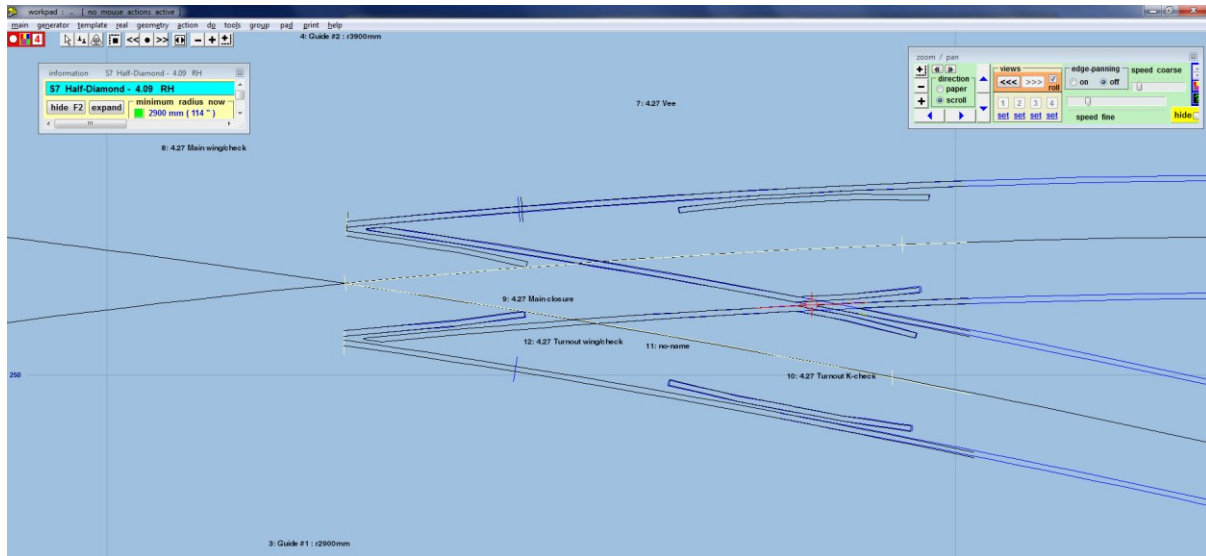 workpad : .. [ no mouse actions active ]
main generator template real geometry action do tools group pad print help
4
<< • >>
4: Guide #2 : r3900mm
information S7 Half-Diamond - 4.09 RH
S7 Half-Diamond - 4.09 RH
hide F2 expand minimum radius now
2900 mm ( 114 " )
zoom / pan
direction
paper
scroll
views
<<< >>> roll
1 2 3 4
set set set set
edge-panning
on off
speed coarse
speed fine
hide
7: 4.27 Vee
8: 4.27 Main wing/check
9: 4.27 Main closure
12: 4.27 Turnout wing/check
11: no-name
10: 4.27 Turnout K-check
250
3: Guide #1 : r2900mm